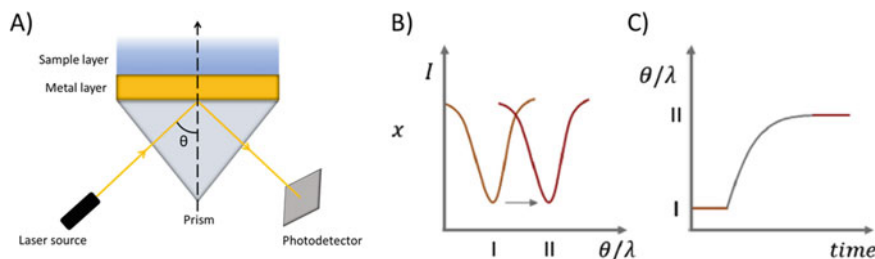 A)
Sample layer
Metal layer
θ
Prism
Laser source
Photodetector
B)
I
x
I
II
θ/λ
C)
θ/λ
II
I
time